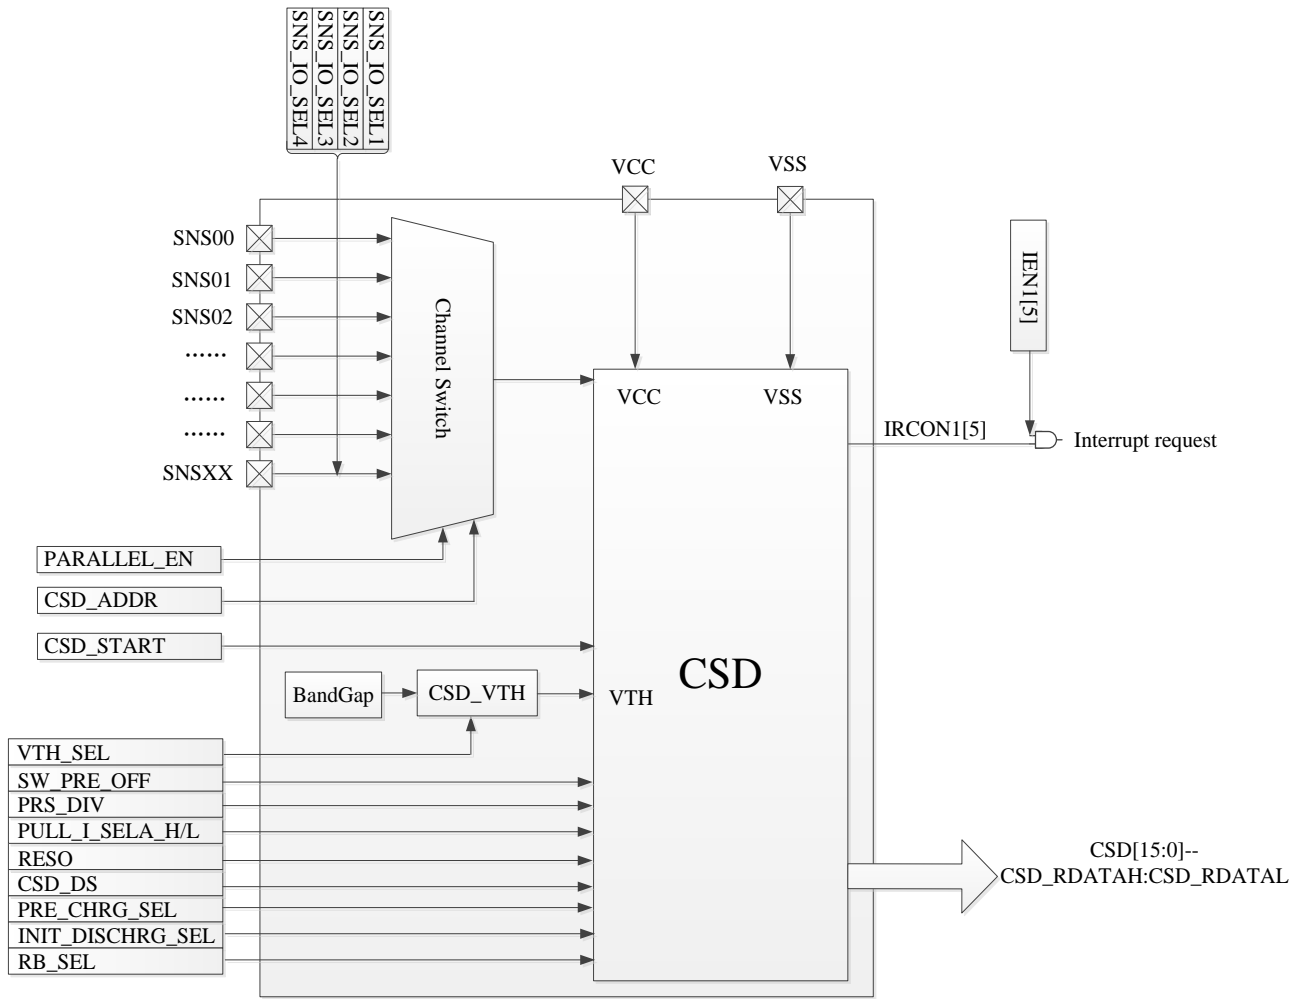 SNS_IO_SEL4
SNS_IO_SEL3
SNS_IO_SEL2
SNS_IO_SEL1
VCC
VSS
SNS00
SNS01
SNS02
......
......
......
SNSXX
Channel Switch
IEN1[5]
VCC
VSS
IRCON1[5]
Interrupt request
PARALLEL_EN
CSD_ADDR
CSD_START
BandGap
CSD_VTH
VTH
CSD
VTH_SEL
SW_PRE_OFF
PRS_DIV
PULL_I_SELA_H/L
RESO
CSD_DS
PRE_CHRG_SEL
INIT_DISCHRG_SEL
RB_SEL
CSD[15:0]--
CSD_RDATAH:CSD_RDATAL